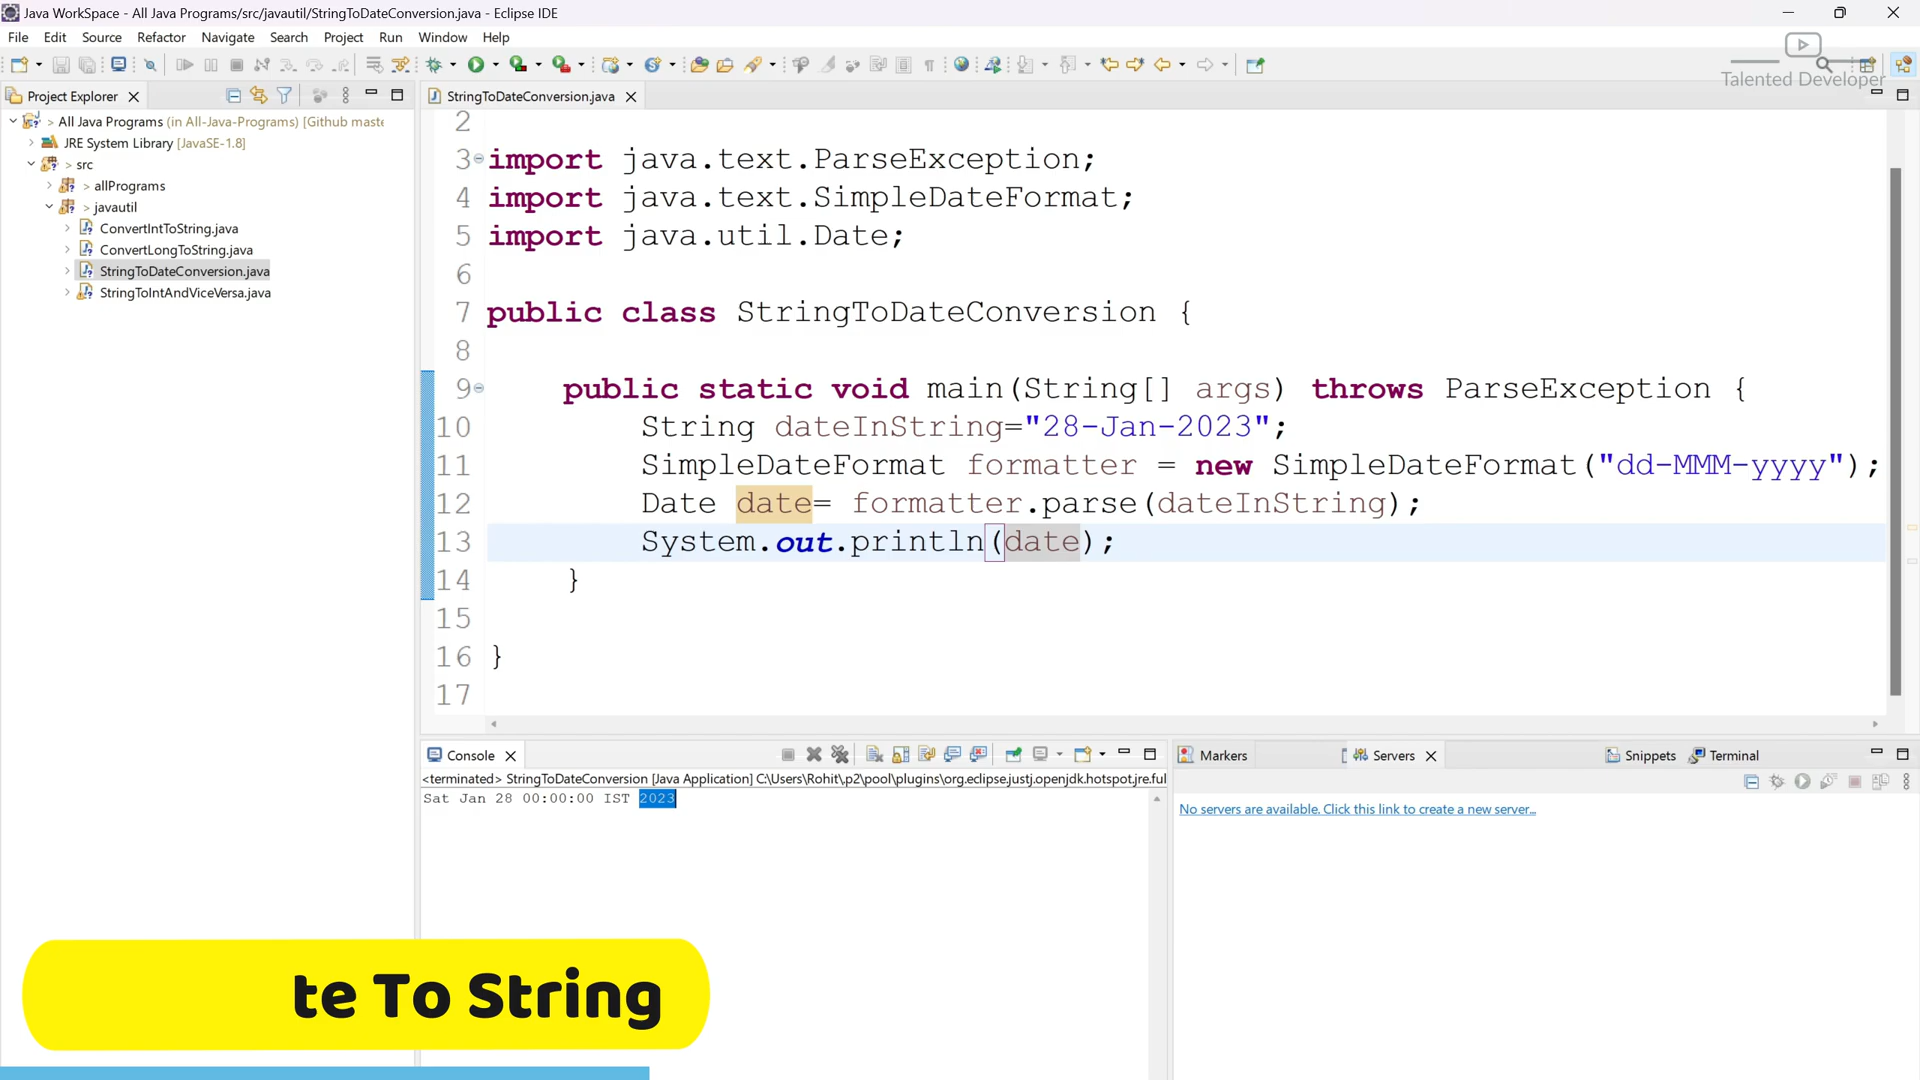 Java WorkSpace - All Java Programs/src/javautil/StringToDateConversion.java - Eclipse IDE
File Edit Source Refactor Navigate Search Project Run Window Help
Talented Developer
Project Explorer
StringToDateConversion.java
> All Java Programs (in All-Java-Programs) [Github maste
JRE System Library [JavaSE-1.8]
> src
> allPrograms
> javautil
ConvertIntToString.java
ConvertLongToString.java
StringToDateConversion.java
StringToIntAndViceVersa.java
2
3 import java.text.ParseException;
4 import java.text.SimpleDateFormat;
5 import java.util.Date;
6
7 public class StringToDateConversion {
8
9 public static void main(String[] args) throws ParseException {
10 String dateInString="28-Jan-2023";
11 SimpleDateFormat formatter = new SimpleDateFormat("dd-MMM-yyyy");
12 Date date= formatter.parse(dateInString);
13 System.out.println(date);
14 }
15
16 }
17
Console
<terminated> StringToDateConversion [Java Application] C:\Users\Rohit\.p2\pool\plugins\org.eclipse.justj.openjdk.hotspot.jre.ful
Sat Jan 28 00:00:00 IST 2023
Markers Servers Snippets Terminal
No servers are available. Click this link to create a new server...
te To String